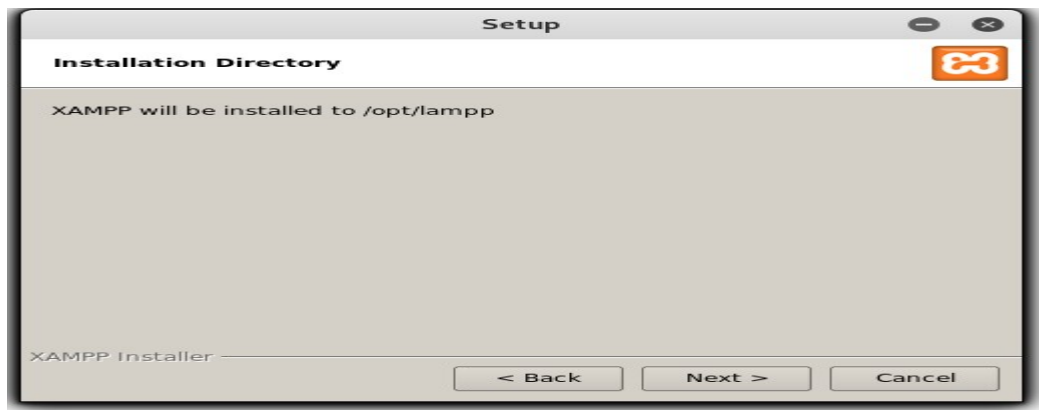 Setup
Installation Directory
XAMPP will be installed to /opt/lampp
XAMPP Installer
< Back Next > Cancel